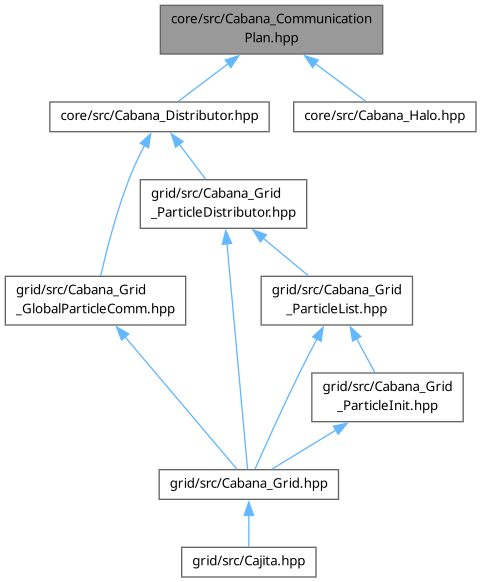 core/src/Cabana_Communication
Plan.hpp
core/src/Cabana_Distributor.hpp
core/src/Cabana_Halo.hpp
grid/src/Cabana_Grid
_ParticleDistributor.hpp
grid/src/Cabana_Grid
_GlobalParticleComm.hpp
grid/src/Cabana_Grid
_ParticleList.hpp
grid/src/Cabana_Grid
_ParticleInit.hpp
grid/src/Cabana_Grid.hpp
grid/src/Cajita.hpp